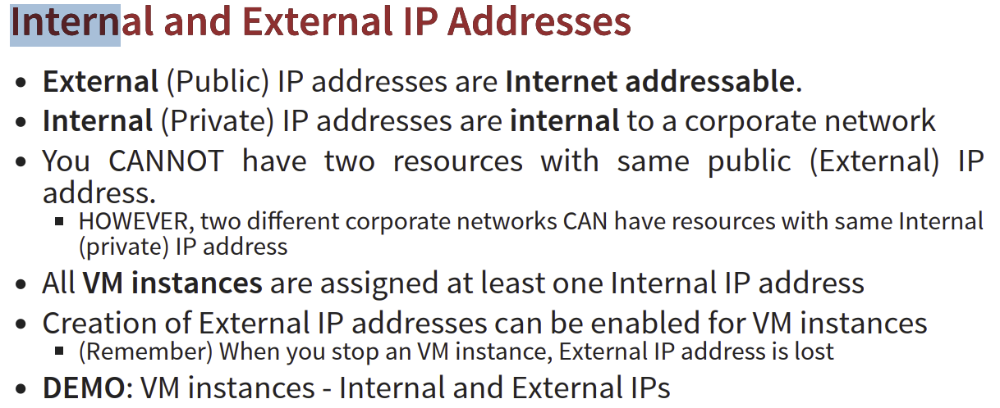 Internal and External IP Addresses
External (Public) IP addresses are Internet addressable.
Internal (Private) IP addresses are internal to a corporate network
You CANNOT have two resources with same public (External) IP
address.
HOWEVER, two different corporate networks CAN have resources with same Internal
(private) IP address
All VM instances are assigned at least one Internal IP address
Creation of External IP addresses can be enabled for VM instances
(Remember) When you stop an VM instance, External IP address is lost
DEMO: VM instances - Internal and External IPs